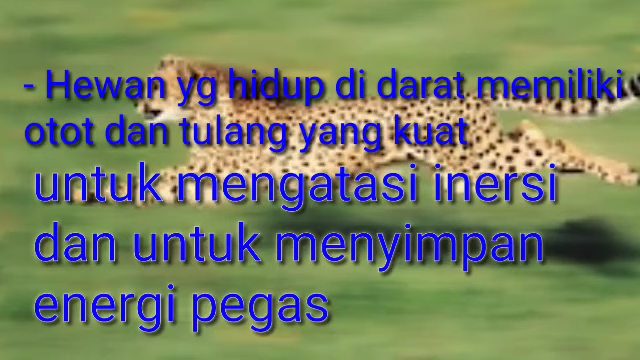 - Hewan yg hidup di darat memiliki
otot dan tulang yang kuat
untuk mengatasi inersi
dan untuk menyimpan
energi pegas